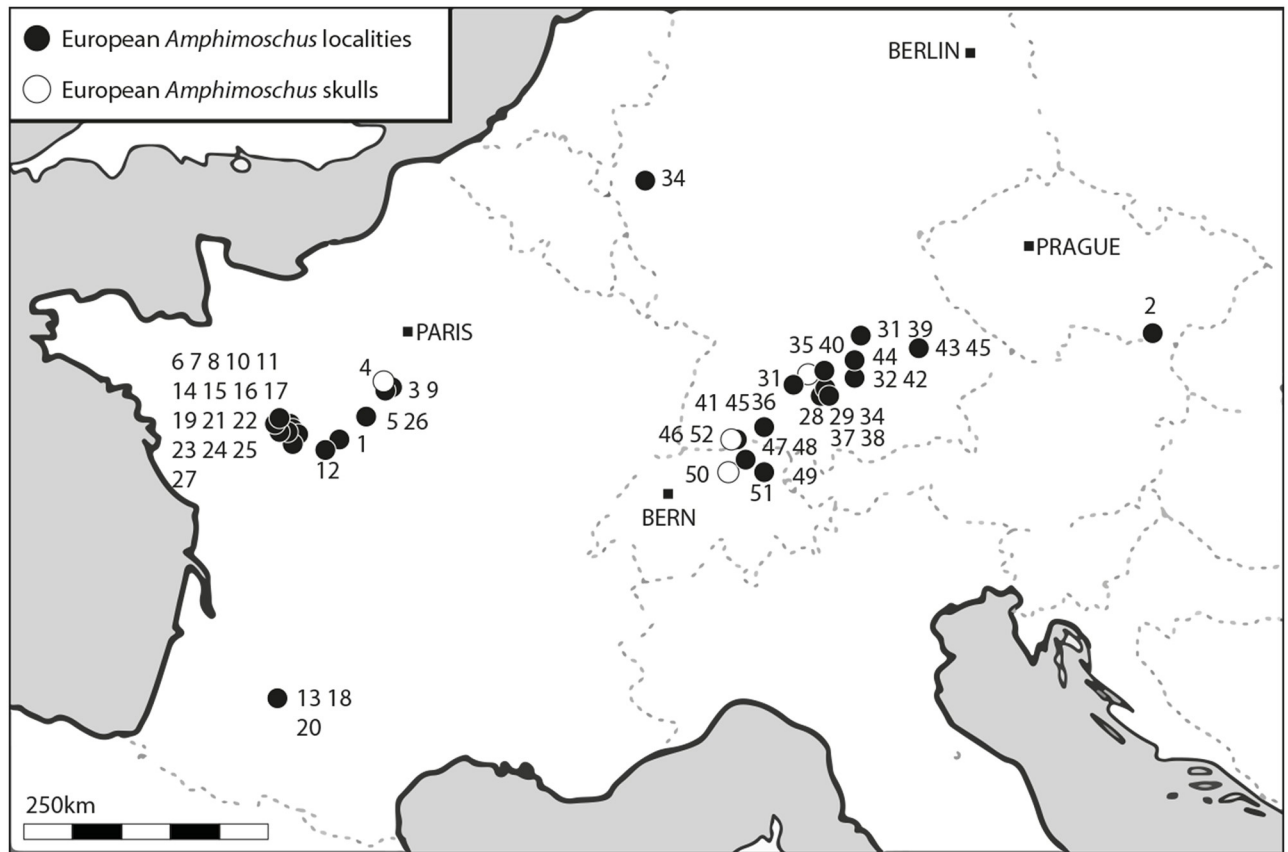 European Amphimoschus localities
European Amphimoschus skulls
BERLIN
34
PRAGUE
2
PARIS
6 7 8 10 11
14 15 16 17
19 21 22
23 24 25
27
4
3 9
5 26
1
12
31 39
35 40
43 45
44
31
32 42
41 45 36
28 29 34
37 38
46 52
47 48
50
49
51
BERN
13 18
20
250km